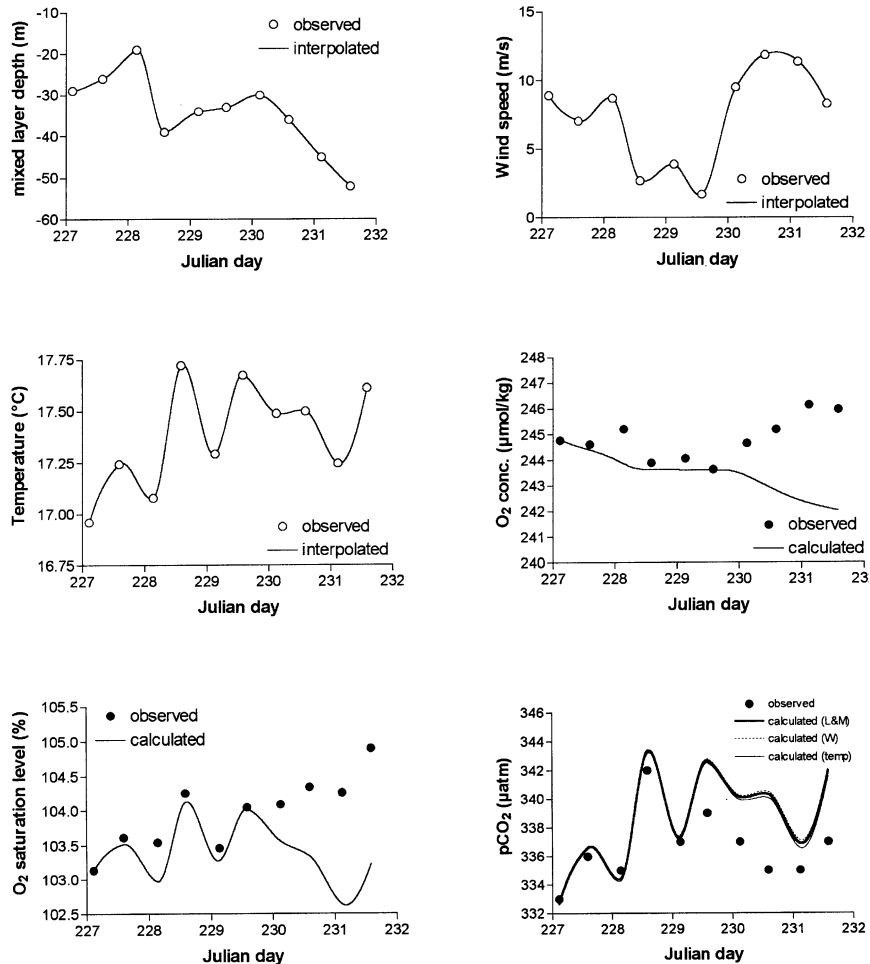 -10
-20
-30
-40
-50
-60
227
228
229
230
231
232
mixed layer depth (m)
Julian day
observed
interpolated
15
10
5
0
227
228
229
230
231
232
Wind speed (m/s)
Julian day
observed
interpolated
17.75
17.50
17.25
17.00
16.75
227
228
229
230
231
232
Temperature (°C)
Julian day
observed
interpolated
248
247
246
245
244
243
242
241
240
227
228
229
230
231
O2 conc. (μmol/kg)
Julian day
observed
calculated
105.5
105.0
104.5
104.0
103.5
103.0
102.5
227
228
229
230
231
232
O2 saturation level (%)
Julian day
observed
calculated
346
344
342
340
338
336
334
332
227
228
229
230
231
232
pCO2 (μatm)
Julian day
observed
calculated (L&M)
calculated (W)
calculated (temp)